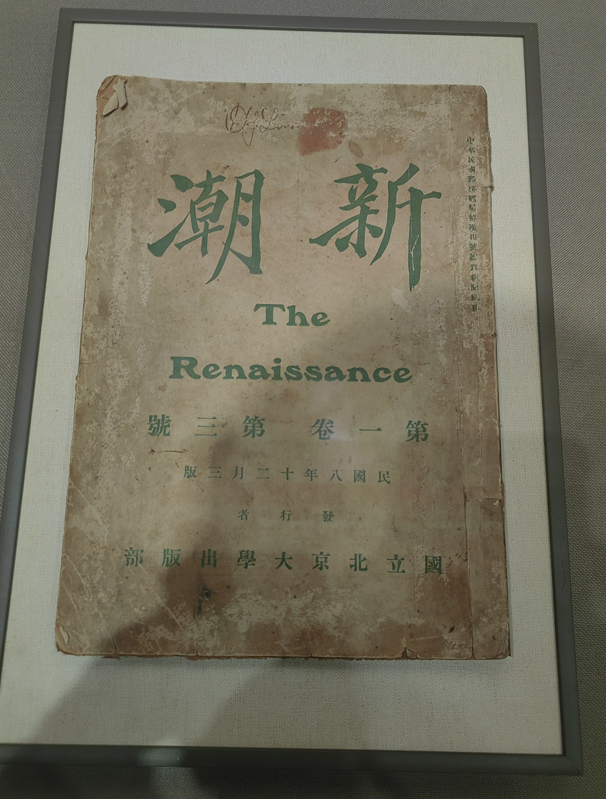 新潮
The
Renaissance
第一卷 第三號
民國八年十二月三版
發行者
國立北京大學出版部